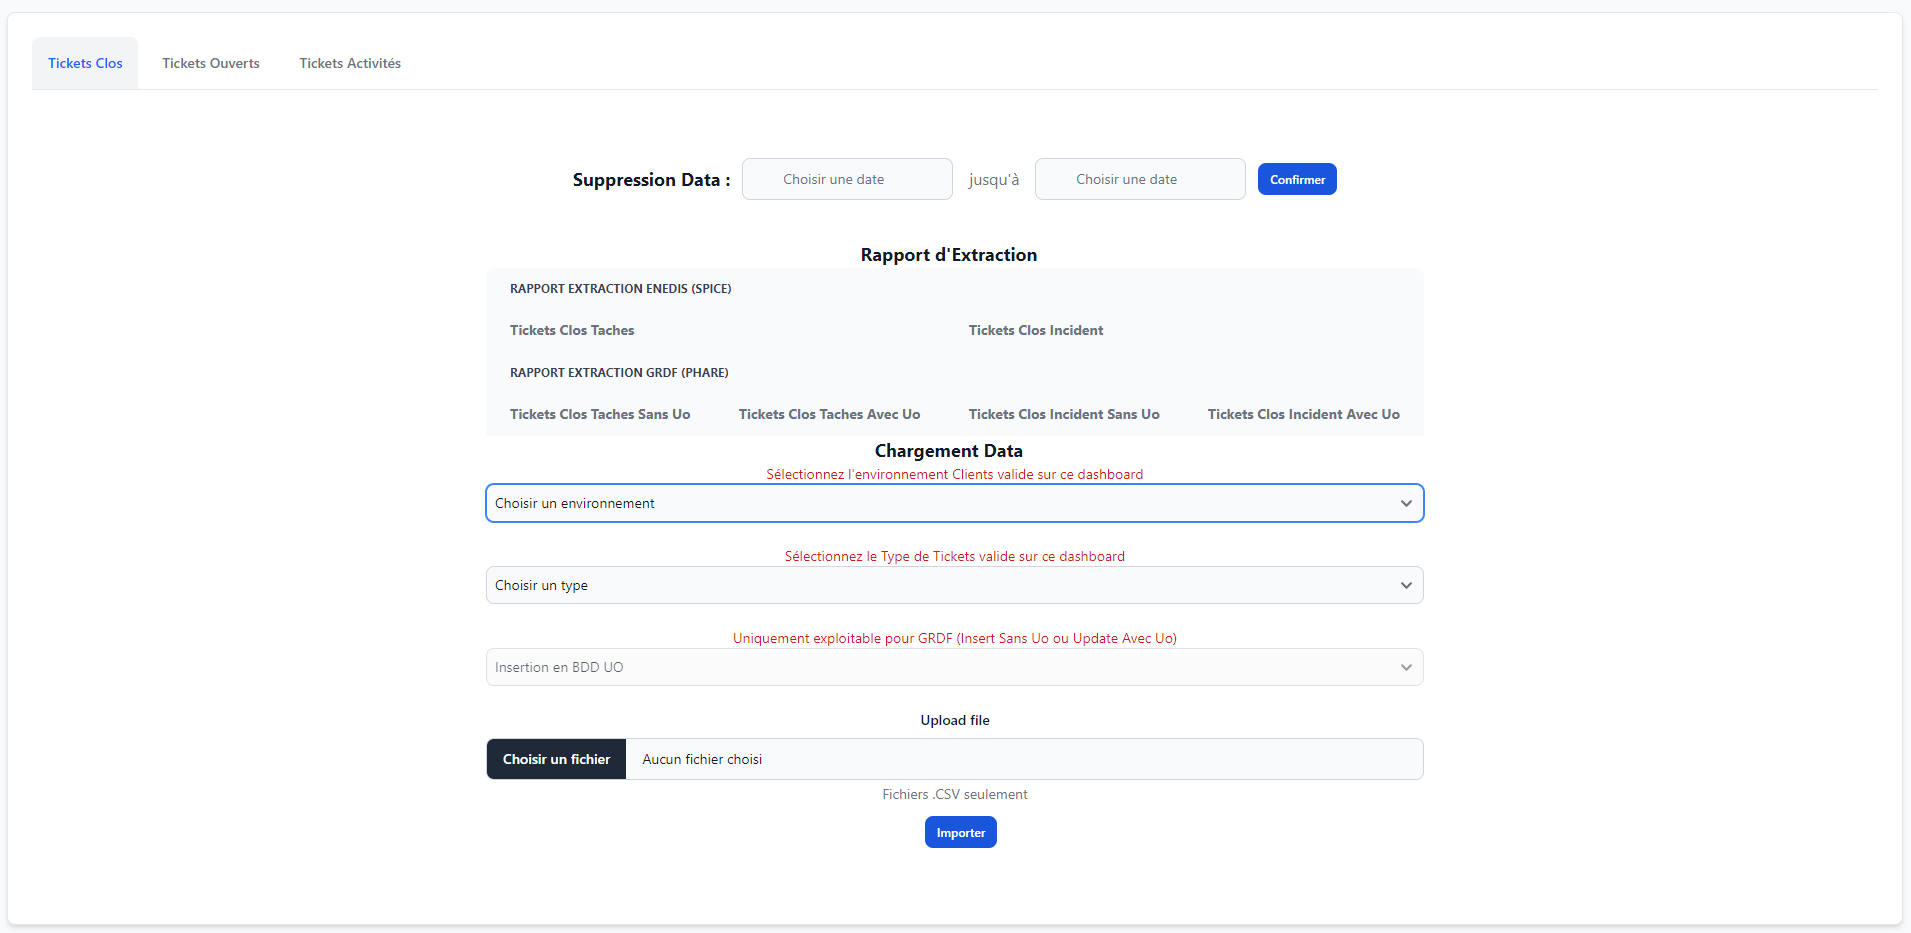 Tickets Clos Tickets Ouverts Tickets Activités
Suppression Data : Choisir une date jusqu'à Choisir une date Confirmer
Rapport d'Extraction
RAPPORT EXTRACTION ENEDIS (SPICE)
Tickets Clos Taches Tickets Clos Incident
RAPPORT EXTRACTION GRDF (PHARE)
Tickets Clos Taches Sans Uo Tickets Clos Taches Avec Uo Tickets Clos Incident Sans Uo Tickets Clos Incident Avec Uo
Chargement Data
Sélectionnez l'environnement Clients valide sur ce dashboard
Choisir un environnement
Sélectionnez le Type de Tickets valide sur ce dashboard
Choisir un type
Uniquement exploitable pour GRDF (Insert Sans Uo ou Update Avec Uo)
Insertion en BDD UO
Upload file
Choisir un fichier Aucun fichier choisi
Fichiers .CSV seulement
Importer